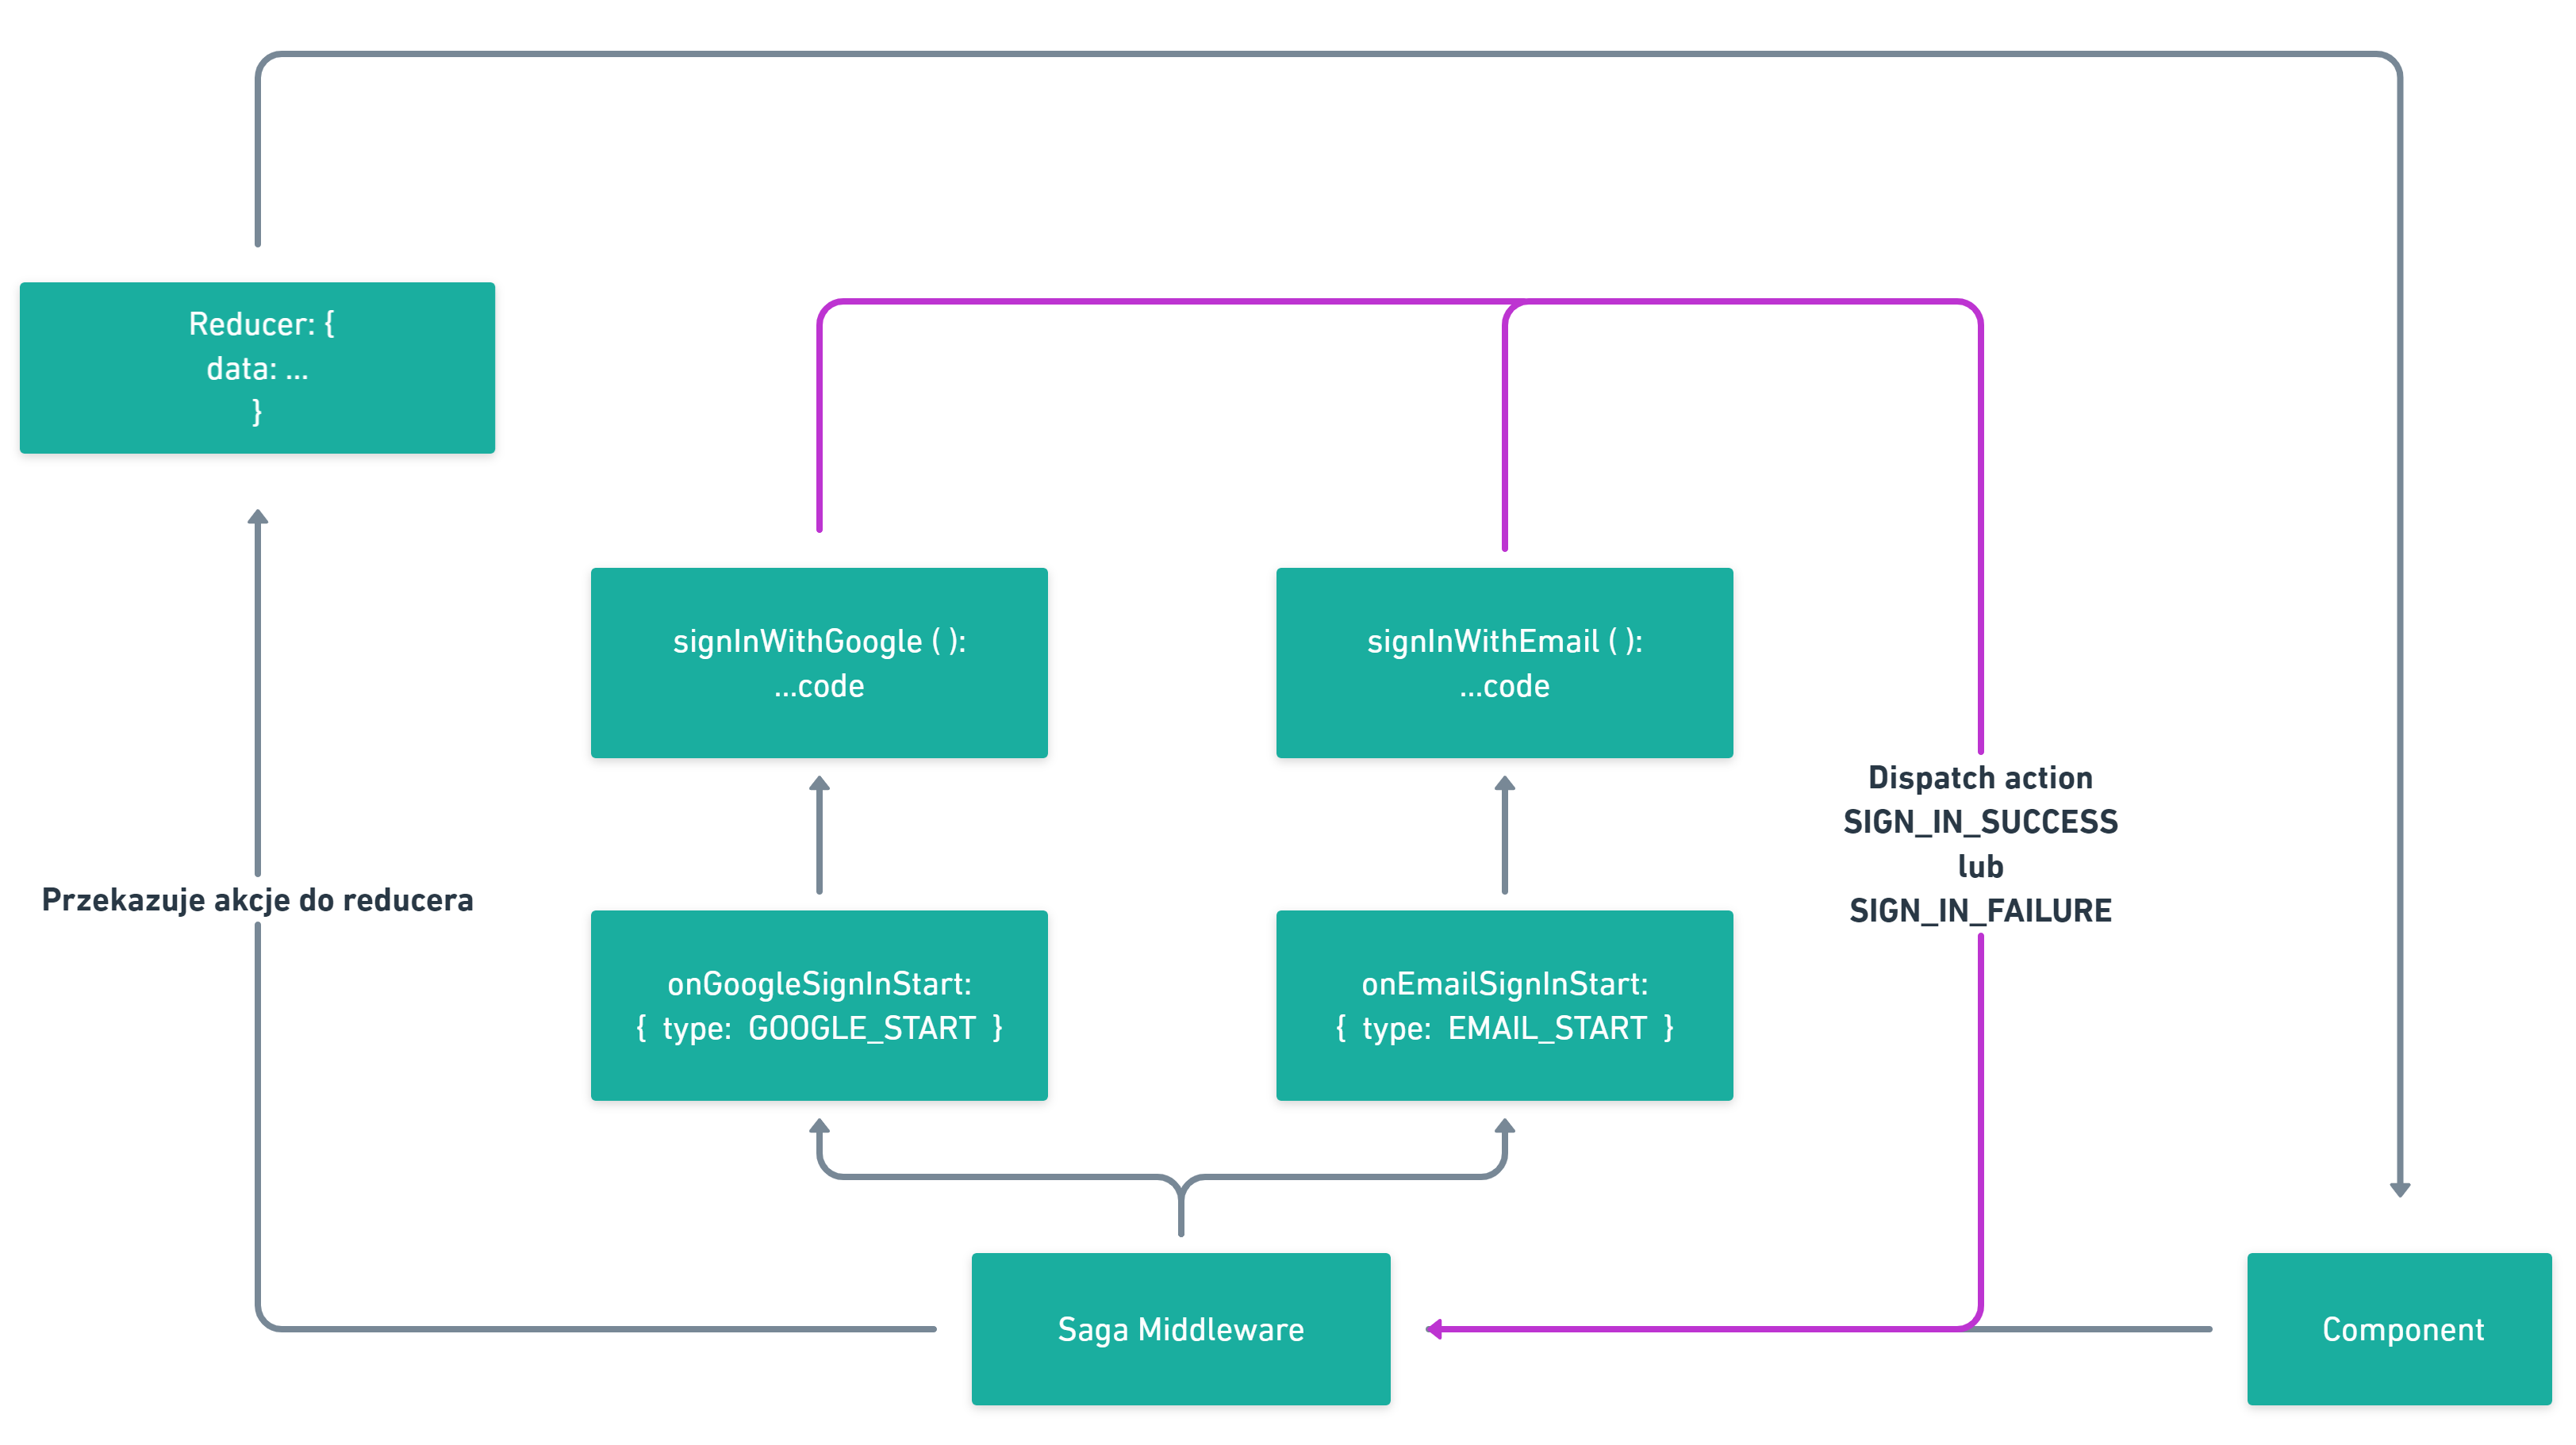 Reducer: {
data: ...
}
signInWithGoogle ( ):
...code
signInWithEmail ( ):
...code
Dispatch action
SIGN_IN_SUCCESS
lub
SIGN_IN_FAILURE
Przekazuje akcje do reducera
onGoogleSignInStart:
{ type: GOOGLE_START }
onEmailSignInStart:
{ type: EMAIL_START }
Saga Middleware
Component